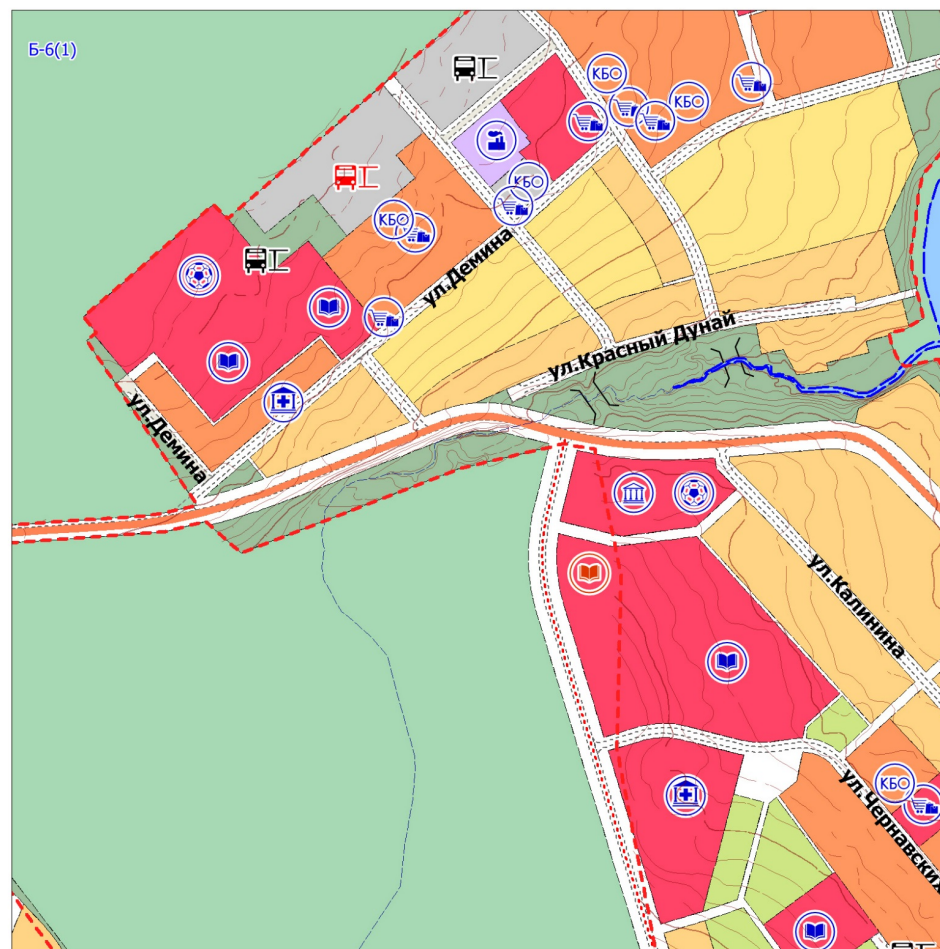 Б-6(1)
КБО
КБО
КБО
КБО
ул.Демина
ул.Красный Дунай
ул.Демина
ул.Калинина
КБО
ул.Чернавских